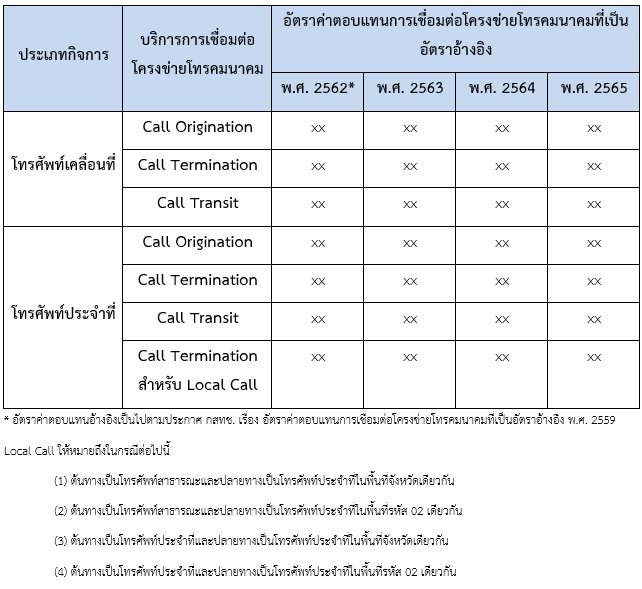 ประเภทกิจการ
บริการการเชื่อมต่อ
โครงข่ายโทรคมนาคม
อัตราค่าตอบแทนการเชื่อมต่อโครงข่ายโทรคมนาคมที่เป็น
อัตราอ้างอิง
พ.ศ. 2562* พ.ศ. 2563 พ.ศ. 2564 พ.ศ. 2565
โทรศัพท์เคลื่อนที่
Call Origination xx xx xx xx
Call Termination xx xx xx xx
Call Transit xx xx xx xx
โทรศัพท์ประจำที่
Call Origination xx xx xx xx
Call Termination xx xx xx xx
Call Transit xx xx xx xx
Call Termination xx xx xx xx
สำหรับ Local Call
* อัตราค่าตอบแทนอ้างอิงเป็นไปตามประกาศ กสทช. เรื่อง อัตราค่าตอบแทนการเชื่อมต่อโครงข่ายโทรคมนาคมที่เป็นอัตราอ้างอิง พ.ศ. 2559
Local Call ให้หมายถึงในกรณีต่อไปนี้
(1) ต้นทางเป็นโทรศัพท์สาธารณะและปลายทางเป็นโทรศัพท์ประจำที่ในพื้นที่จังหวัดเดียวกัน
(2) ต้นทางเป็นโทรศัพท์สาธารณะและปลายทางเป็นโทรศัพท์ประจำที่ในพื้นที่รหัส 02 เดียวกัน
(3) ต้นทางเป็นโทรศัพท์ประจำที่และปลายทางเป็นโทรศัพท์ประจำที่ในพื้นที่จังหวัดเดียวกัน
(4) ต้นทางเป็นโทรศัพท์ประจำที่และปลายทางเป็นโทรศัพท์ประจำที่ในพื้นที่รหัส 02 เดียวกัน